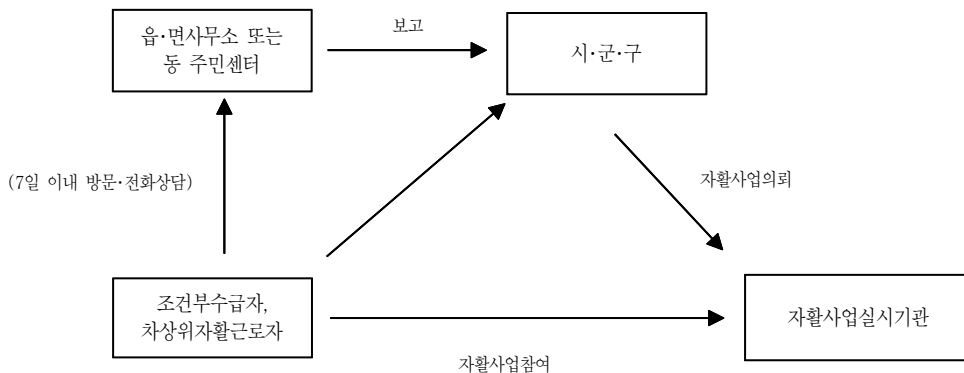 읍·면사무소 또는
동 주민센터
보고
시·군·구
(7일 이내 방문·전화상담)
자활사업의뢰
조건부수급자,
차상위자활근로자
자활사업실시기관
자활사업참여